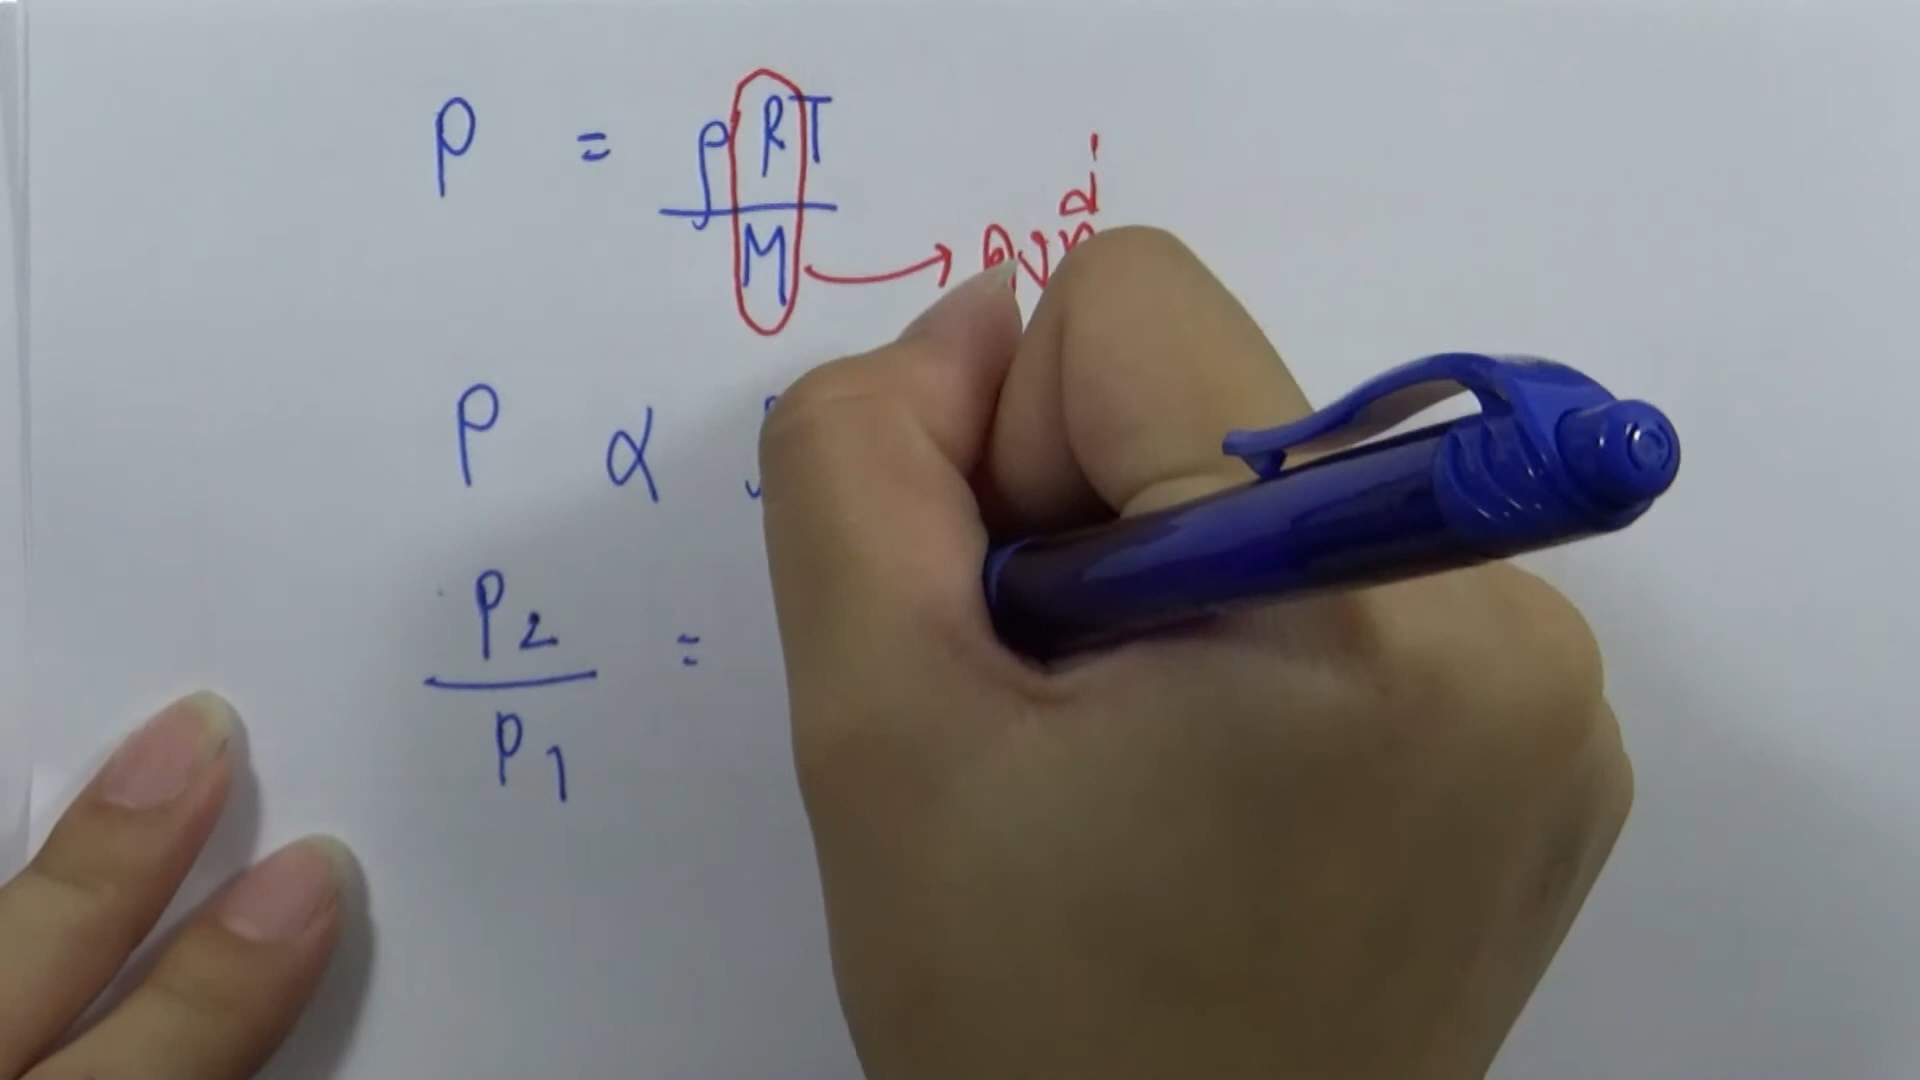 P = ρRT
M
P α
P2 =
P1